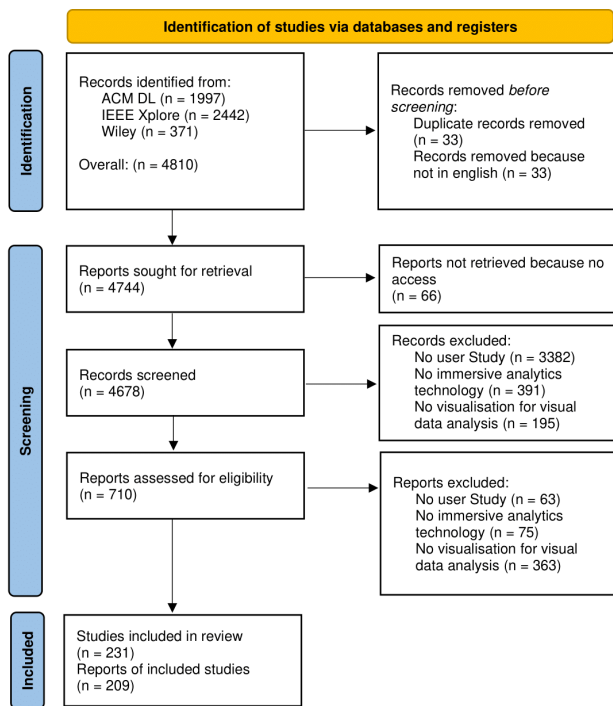 Identification of studies via databases and registers
Identification
Records identified from:
ACM DL (n = 1997)
IEEE Xplore (n = 2442)
Wiley (n = 371)
Overall: (n = 4810)
Records removed before
screening:
Duplicate records removed
(n = 33)
Records removed because
not in english (n = 33)
Screening
Reports sought for retrieval
(n = 4744)
Reports not retrieved because no
access
(n = 66)
Records screened
(n = 4678)
Records excluded:
No user Study (n = 3382)
No immersive analytics
technology (n = 391)
No visualisation for visual
data analysis (n = 195)
Reports assessed for eligibility
(n = 710)
Reports excluded:
No user Study (n = 63)
No immersive analytics
technology (n = 75)
No visualisation for visual
data analysis (n = 363)
Included
Studies included in review
(n = 231)
Reports of included studies
(n = 209)